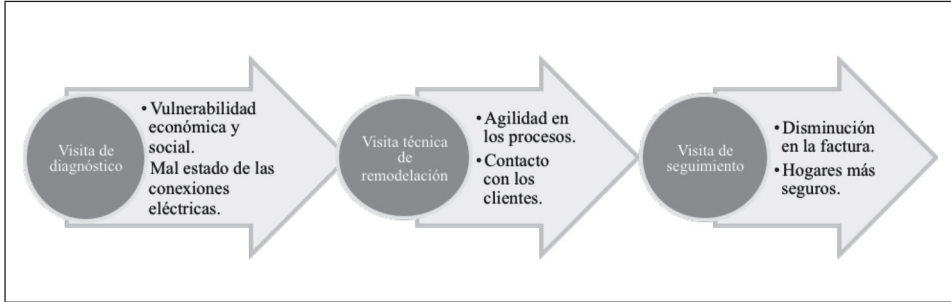 Visita de
diagnóstico
• Vulnerabilidad
económica y
social.
Mal estado de las
conexiones
eléctricas.
Visita técnica
de
remodelación
• Agilidad en
los procesos.
• Contacto
con los
clientes.
Visita de
seguimiento
• Disminución
en la factura.
• Hogares más
seguros.